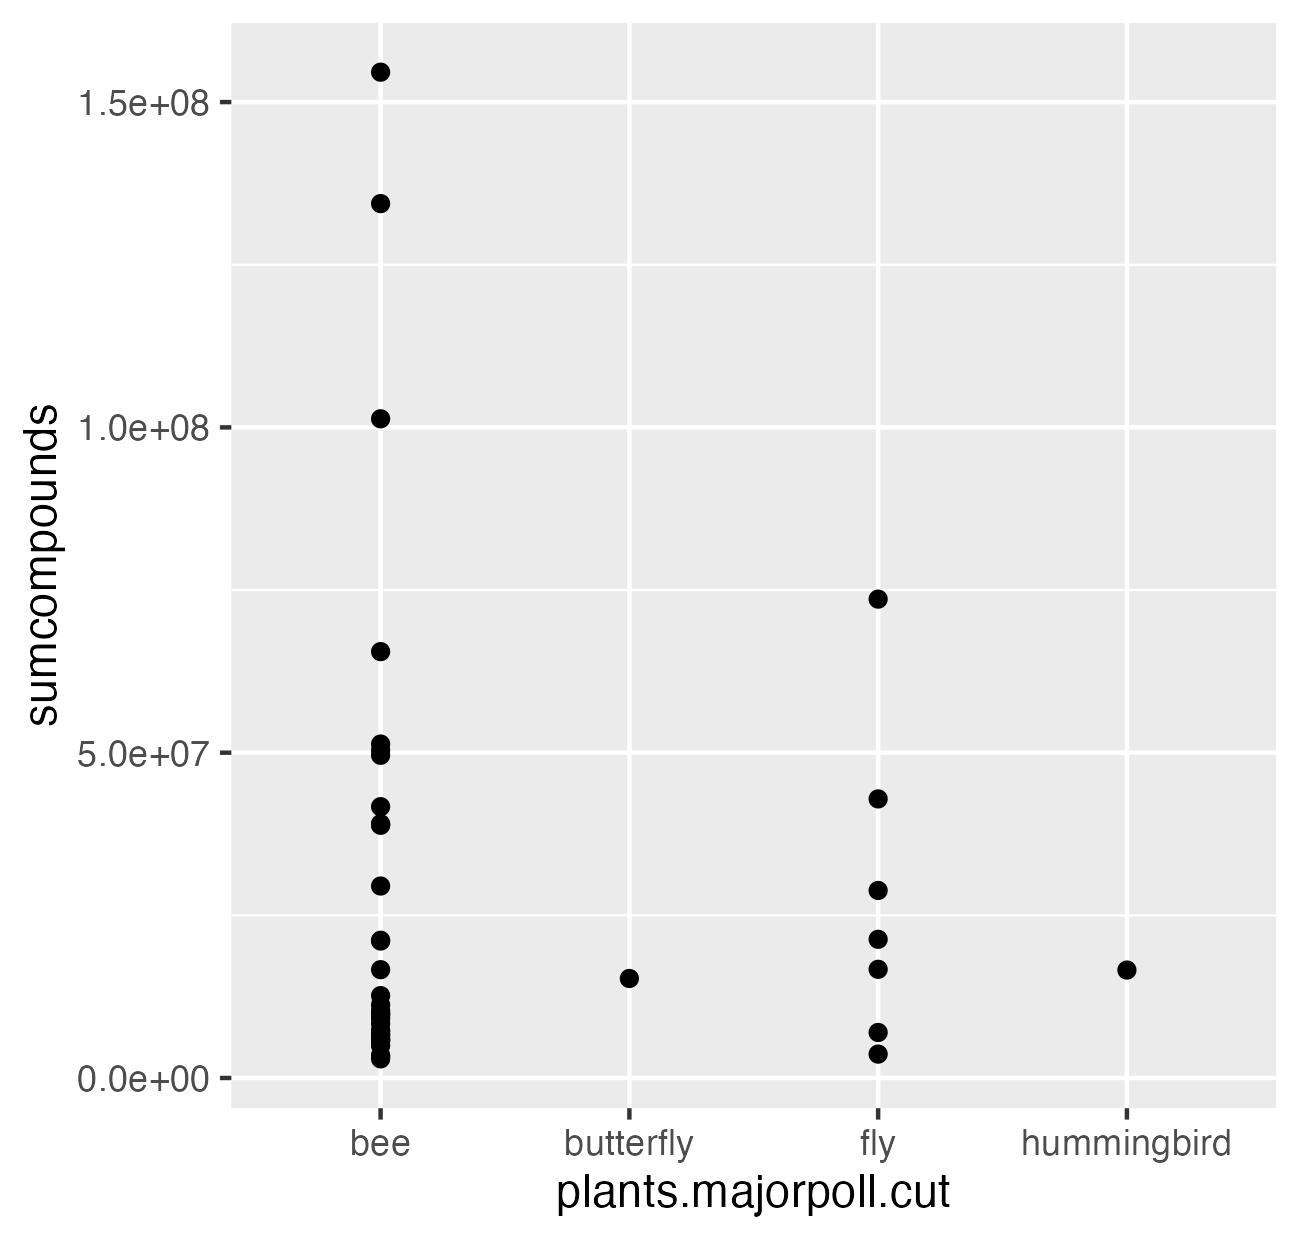 1.5e+08
1.0e+08
5.0e+07
0.0e+00
sumcompounds
bee butterfly fly hummingbird
plants.majorpoll.cut